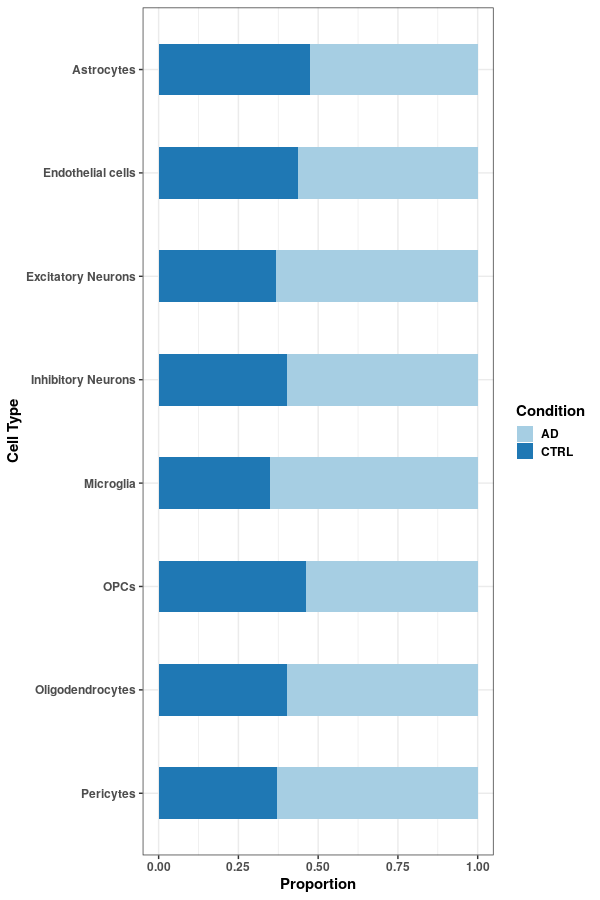 Astrocytes
Endothelial cells
Excitatory Neurons
Inhibitory Neurons
Microglia
OPCs
Oligodendrocytes
Pericytes
Cell Type
0.00 0.25 0.50 0.75 1.00
Proportion
Condition
AD
CTRL